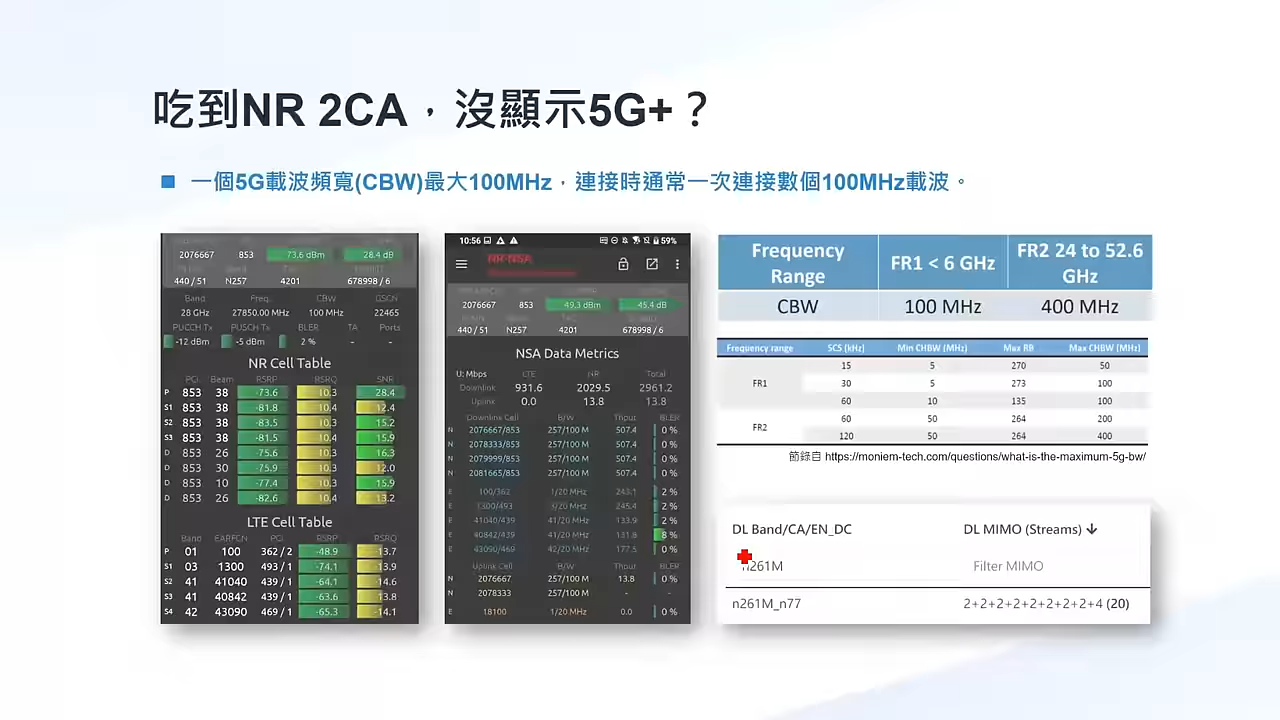 吃到NR 2CA，沒顯示5G+？
一個5G載波頻寬(CBW)最大100MHz，連接時通常一次連接數個100MHz載波。
2076667 853 -73.6 dBm 28.4 dB
440 / 51 N257 4201 678998 / 6
Band Freq. CBW GSCN
28 GHz 27850.00 MHz 100 MHz 22465
PUCCH Tx PUSCH Tx BLER TA Ports
-12 dBm -5 dBm 2 % - -
NR Cell Table
PCI Beam RSRP RSRQ SNR
P 853 38 -73.6 -10.3 28.4
S1 853 38 -81.8 -10.4 12.4
S2 853 38 -83.5 -10.3 15.2
S3 853 38 -81.5 -10.4 15.9
D 853 26 -75.6 -10.3 16.3
D 853 30 -75.9 -10.3 12.0
D 853 10 -77.4 -10.3 15.9
D 853 26 -82.6 -10.4 13.2
LTE Cell Table
Band EARFCN PCI RSRP RSRQ
P 01 100 362 / 2 -48.9 -13.7
S1 03 1300 493 / 1 -74.1 -13.9
S2 41 41040 439 / 1 -64.1 -14.6
S3 41 40842 439 / 1 -63.6 -13.8
S4 42 43090 469 / 1 -65.3 -14.1
10:56 59%
NR-NSA
2076667 853 -49.3 dBm 45.4 dB
440 / 51 N257 4201 678998 / 6
NSA Data Metrics
U: Mbps LTE NR Total
Downlink 931.6 2029.5 2961.2
Uplink 0.0 13.8 13.8
Downlink Cell B/W Thput BLER
N 2076667/853 257/100 M 507.4 0 %
N 2078333/853 257/100 M 507.4 0 %
N 2079999/853 257/100 M 507.4 0 %
N 2081665/853 257/100 M 507.4 0 %
E 100/362 1/20 MHz 243.1 2 %
E 1300/493 3/20 MHz 245.4 2 %
E 41040/439 41/20 MHz 133.9 2 %
E 40842/439 41/20 MHz 131.8 8 %
E 43090/469 42/20 MHz 177.5 0 %
Uplink Cell B/W Thput BLER
N 2076667 257/100 M 13.8 0 %
N 2078333 257/100 M - -
E 18100 1/20 MHz 0.0 0 %
Frequency Range FR1 < 6 GHz FR2 24 to 52.6 GHz
CBW 100 MHz 400 MHz
Frequency range SCS (kHz) Min CHBW (MHz) Max RB Max CHBW (MHz)
FR1 15 5 270 50
30 5 273 100
60 10 135 100
FR2 60 50 264 200
120 50 264 400
節錄自 https://moniem-tech.com/questions/what-is-the-maximum-5g-bw/
DL Band/CA/EN_DC DL MIMO (Streams) ↓
n261M Filter MIMO
n261M_n77 2+2+2+2+2+2+2+2+4 (20)